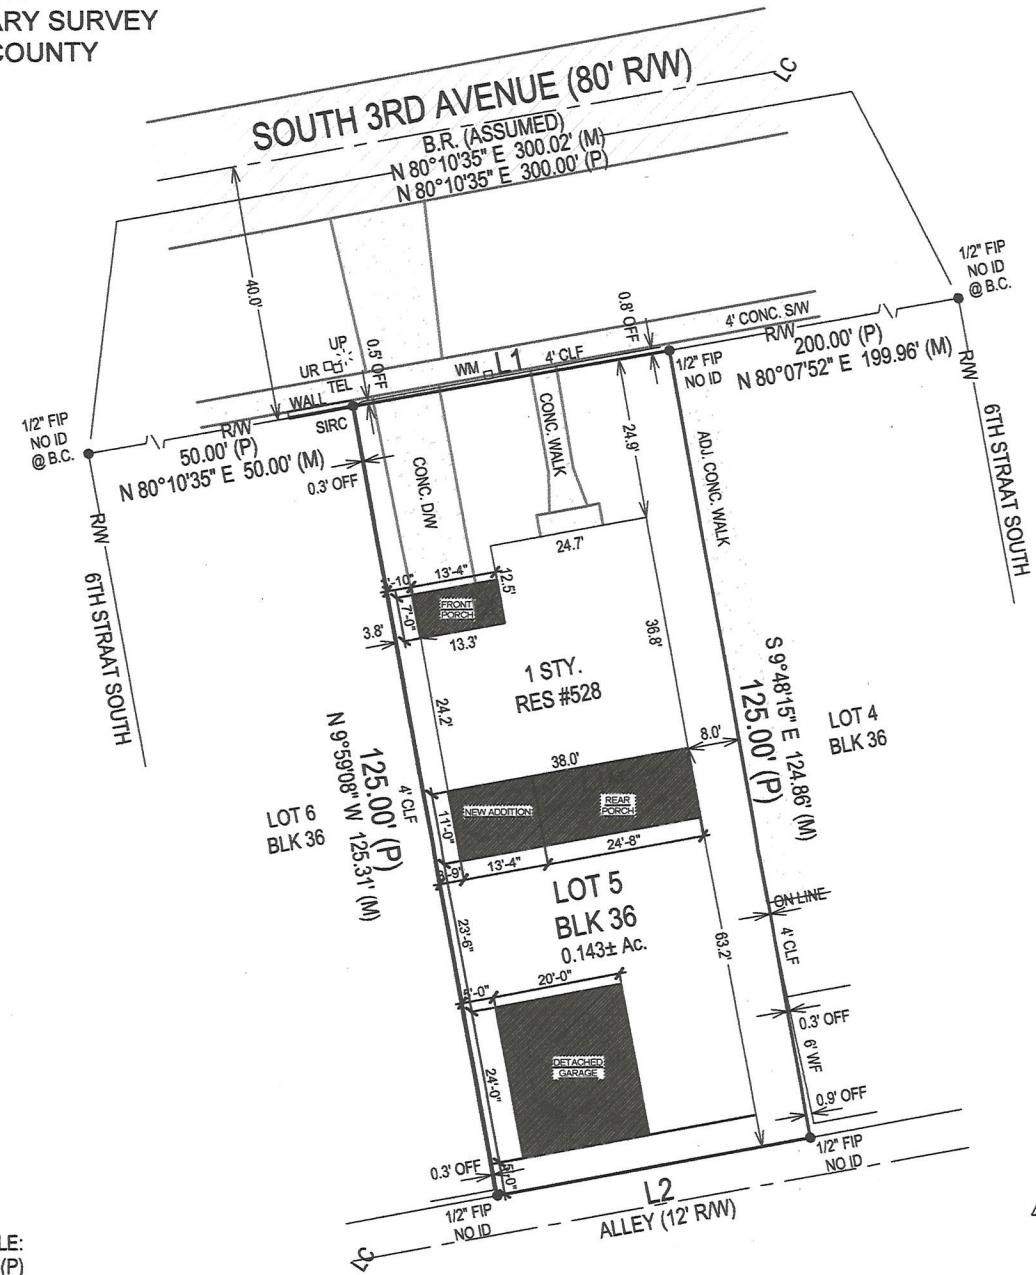 ARY SURVEY
COUNTY
SOUTH 3RD AVENUE (80' R/W)
B.R. (ASSUMED)
N 80°10'35" E 300.02' (M)
N 80°10'35" E 300.00' (P)
LC
1/2" FIP
NO ID
@ B.C.
40.0'
0.8' OFF
4' CONC. S/W
R/W
200.00' (P)
N 80°07'52" E 199.96' (M)
R/W
6TH STRAAT SOUTH
UP
UR
TEL
0.5' OFF
WM
L1
4' CLF
1/2" FIP
NO ID
WALL
SIRC
1/2" FIP
NO ID
@ B.C.
R/W
50.00' (P)
N 80°10'35" E 50.00' (M)
0.3' OFF
R/W
6TH STRAAT SOUTH
CONC. D/W
CONC. WALK
24.9'
ADJ. CONC. WALK
24.7'
13'-4"
12.5'
7'-0"
FRONT
PORCH
3.8'
13.3'
36.8'
1 STY.
RES #528
24.2'
S 9°48'15" E 124.86' (M)
125.00' (P)
LOT 4
BLK 36
8.0'
38.0'
N 9°59'08" W 125.31' (M)
125.00' (P)
4' CLF
LOT 6
BLK 36
11'-0"
NEW ADDITION
REAR
PORCH
13'-4"
24'-8"
LOT 5
BLK 36
0.143± Ac.
23'-6"
63.2'
ON LINE
4' CLF
20'-0"
5'-0"
0.3' OFF
6' WF
24'-0"
DETACHED
GARAGE
0.9' OFF
0.3' OFF
5'-0"
1/2" FIP
NO ID
1/2" FIP
NO ID
L2
ALLEY (12' R/W)
LC
LE:
(P)